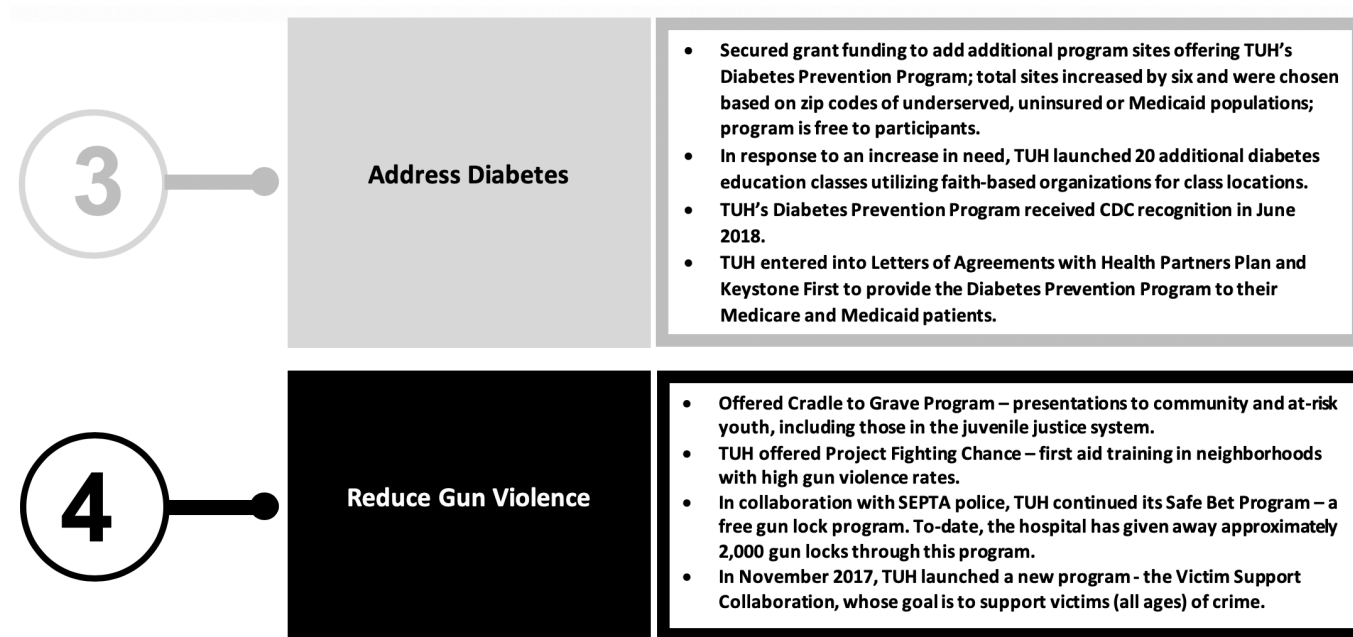 3
Address Diabetes
• Secured grant funding to add additional program sites offering TUH’s
Diabetes Prevention Program; total sites increased by six and were chosen
based on zip codes of underserved, uninsured or Medicaid populations;
program is free to participants.
• In response to an increase in need, TUH launched 20 additional diabetes
education classes utilizing faith-based organizations for class locations.
• TUH’s Diabetes Prevention Program received CDC recognition in June
2018.
• TUH entered into Letters of Agreements with Health Partners Plan and
Keystone First to provide the Diabetes Prevention Program to their
Medicare and Medicaid patients.
4
Reduce Gun Violence
• Offered Cradle to Grave Program – presentations to community and at-risk
youth, including those in the juvenile justice system.
• TUH offered Project Fighting Chance – first aid training in neighborhoods
with high gun violence rates.
• In collaboration with SEPTA police, TUH continued its Safe Bet Program – a
free gun lock program. To-date, the hospital has given away approximately
2,000 gun locks through this program.
• In November 2017, TUH launched a new program - the Victim Support
Collaboration, whose goal is to support victims (all ages) of crime.